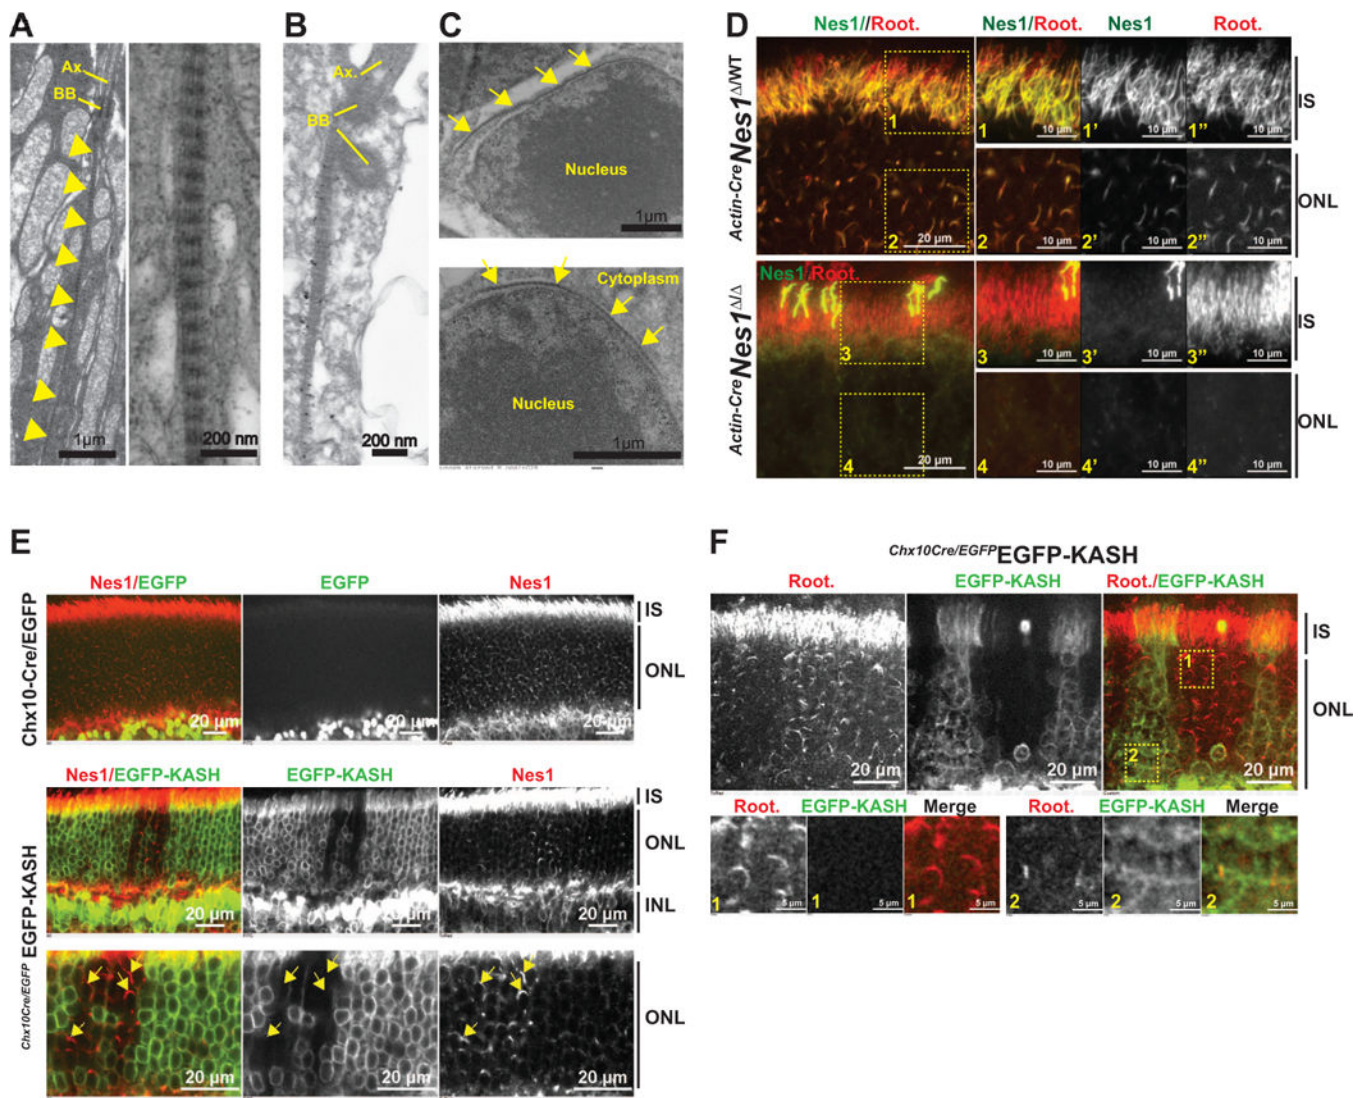 A
B
C
D
Ax.
BB
1µm
200 nm
Ax.
BB
200 nm
Nucleus
1µm
Cytoplasm
Nucleus
1µm
Nes1//Root.
Nes1/Root.
Nes1
Root.
Actin-Cre Nes1 Δ/WT
1
20 µm
2
1
10 µm
1'
10 µm
1''
10 µm
IS
2
10 µm
2'
10 µm
2''
10 µm
ONL
Actin-Cre Nes1 Δ/Δ
Nes1/Root.
3
4
20 µm
3
10 µm
3'
10 µm
3''
10 µm
IS
4
10 µm
4'
10 µm
4''
10 µm
ONL
E
Nes1/EGFP
EGFP
Nes1
Chx10-Cre/EGFP
20 µm
20 µm
20 µm
IS
ONL
Nes1/EGFP-KASH
EGFP-KASH
Nes1
Chx10Cre/EGFP EGFP-KASH
20 µm
20 µm
20 µm
IS
ONL
INL
20 µm
20 µm
20 µm
ONL
F
Chx10Cre/EGFP EGFP-KASH
Root.
EGFP-KASH
Root./EGFP-KASH
20 µm
20 µm
1
2
20 µm
IS
ONL
Root.
EGFP-KASH
Merge
Root.
EGFP-KASH
Merge
1
5 µm
1
5 µm
1
5 µm
2
5 µm
2
5 µm
2
5 µm